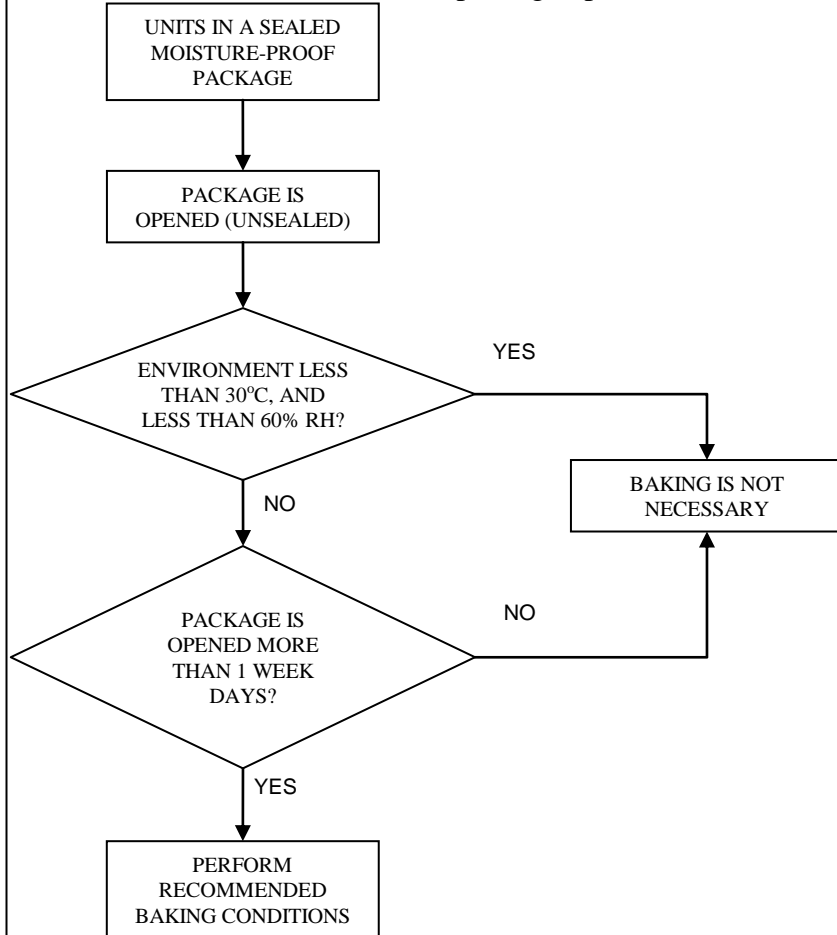 UNITS IN A SEALED
MOISTURE-PROOF
PACKAGE
PACKAGE IS
OPENED (UNSEALED)
ENVIRONMENT LESS
THAN 30°C, AND
LESS THAN 60% RH?
YES
BAKING IS NOT
NECESSARY
NO
PACKAGE IS
OPENED MORE
THAN 1 WEEK
DAYS?
NO
YES
PERFORM
RECOMMENDED
BAKING CONDITIONS